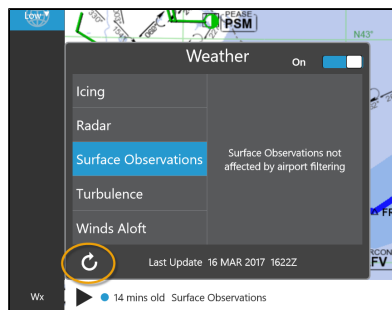 Low
PEASE
PSM
N43°
Weather
On
Icing
Radar
Surface Observations
Surface Observations not
affected by airport filtering
Turbulence
Winds Aloft
FR
Last Update 16 MAR 2017 1622Z
FV
Wx
14 mins old Surface Observations